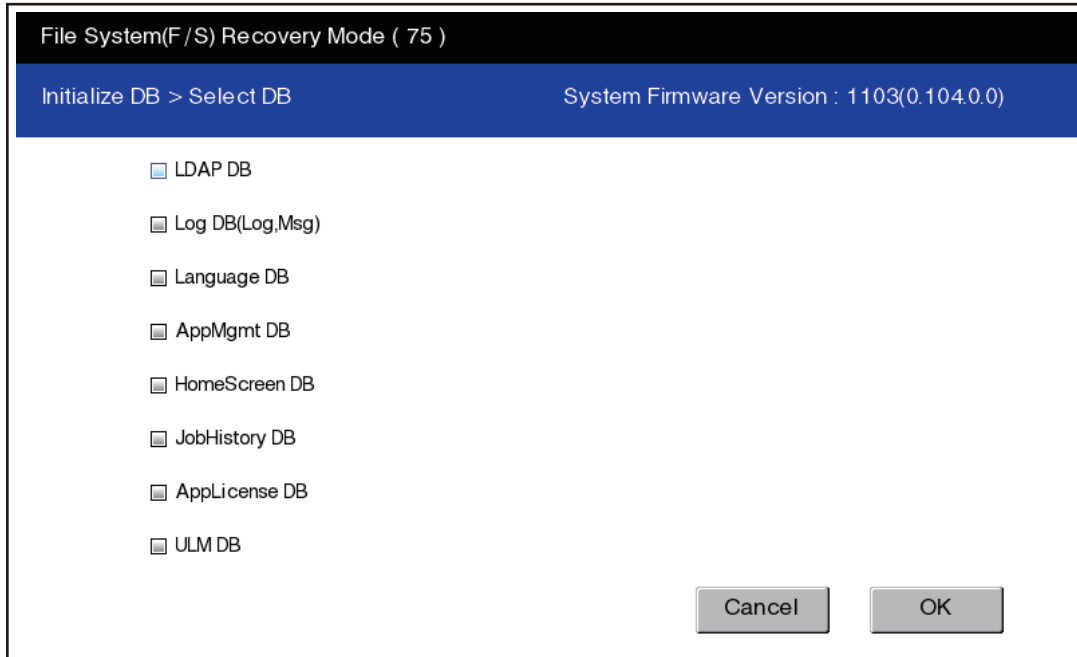 File System(F/S) Recovery Mode ( 75 )
Initialize DB > Select DB System Firmware Version : 1103(0.104.0.0)
LDAP DB
Log DB(Log,Msg)
Language DB
AppMgmt DB
HomeScreen DB
JobHistory DB
AppLicense DB
ULM DB
Cancel OK